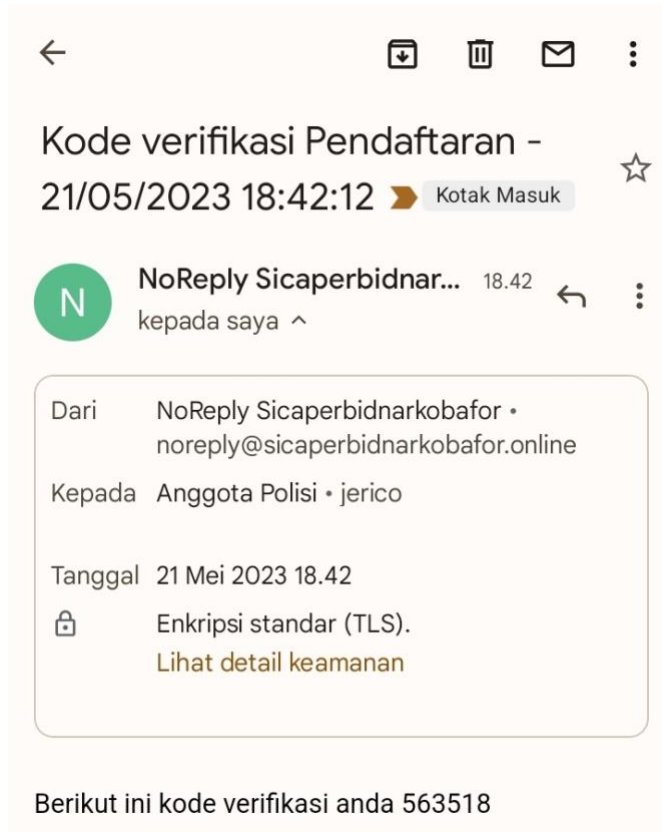 Kode verifikasi Pendaftaran -
21/05/2023 18:42:12 Kotak Masuk
N
NoReply Sicaperbidnar... 18.42
kepada saya
Dari NoReply Sicaperbidnarkobafor •
noreply@sicaperbidnarkobafor.online
Kepada Anggota Polisi • jerico
Tanggal 21 Mei 2023 18.42
Enkripsi standar (TLS).
Lihat detail keamanan
Berikut ini kode verifikasi anda 563518